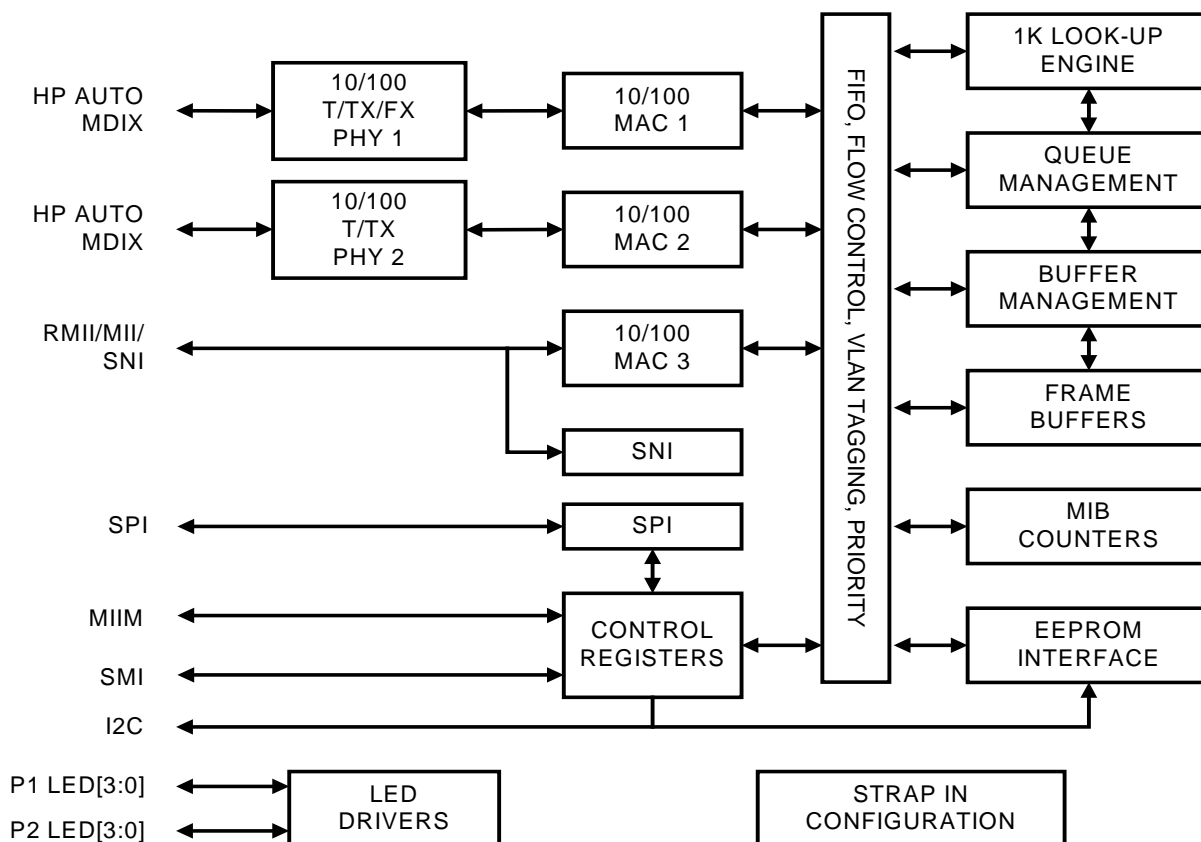 HP AUTO
MDIX
10/100
T/TX/FX
PHY 1
10/100
MAC 1
HP AUTO
MDIX
10/100
T/TX
PHY 2
10/100
MAC 2
RMII/MII/
SNI
10/100
MAC 3
SNI
SPI
SPI
MIIM
SMI
CONTROL
REGISTERS
I2C
P1 LED[3:0]
P2 LED[3:0]
LED
DRIVERS
FIFO, FLOW CONTROL, VLAN TAGGING, PRIORITY
1K LOOK-UP
ENGINE
QUEUE
MANAGEMENT
BUFFER
MANAGEMENT
FRAME
BUFFERS
MIB
COUNTERS
EEPROM
INTERFACE
STRAP IN
CONFIGURATION